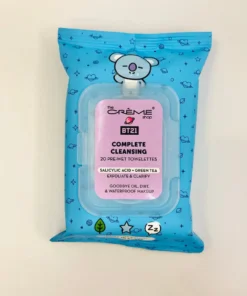 THE
CRÈME
SHOP
BT21
COMPLETE
CLEANSING
20 PRE-WET TOWELETTES
SALICYLIC ACID + GREEN TEA
EXFOLIATE & CLARIFY
GOODBYE OIL, DIRT,
& WATERPROOF MAKEUP
Zz